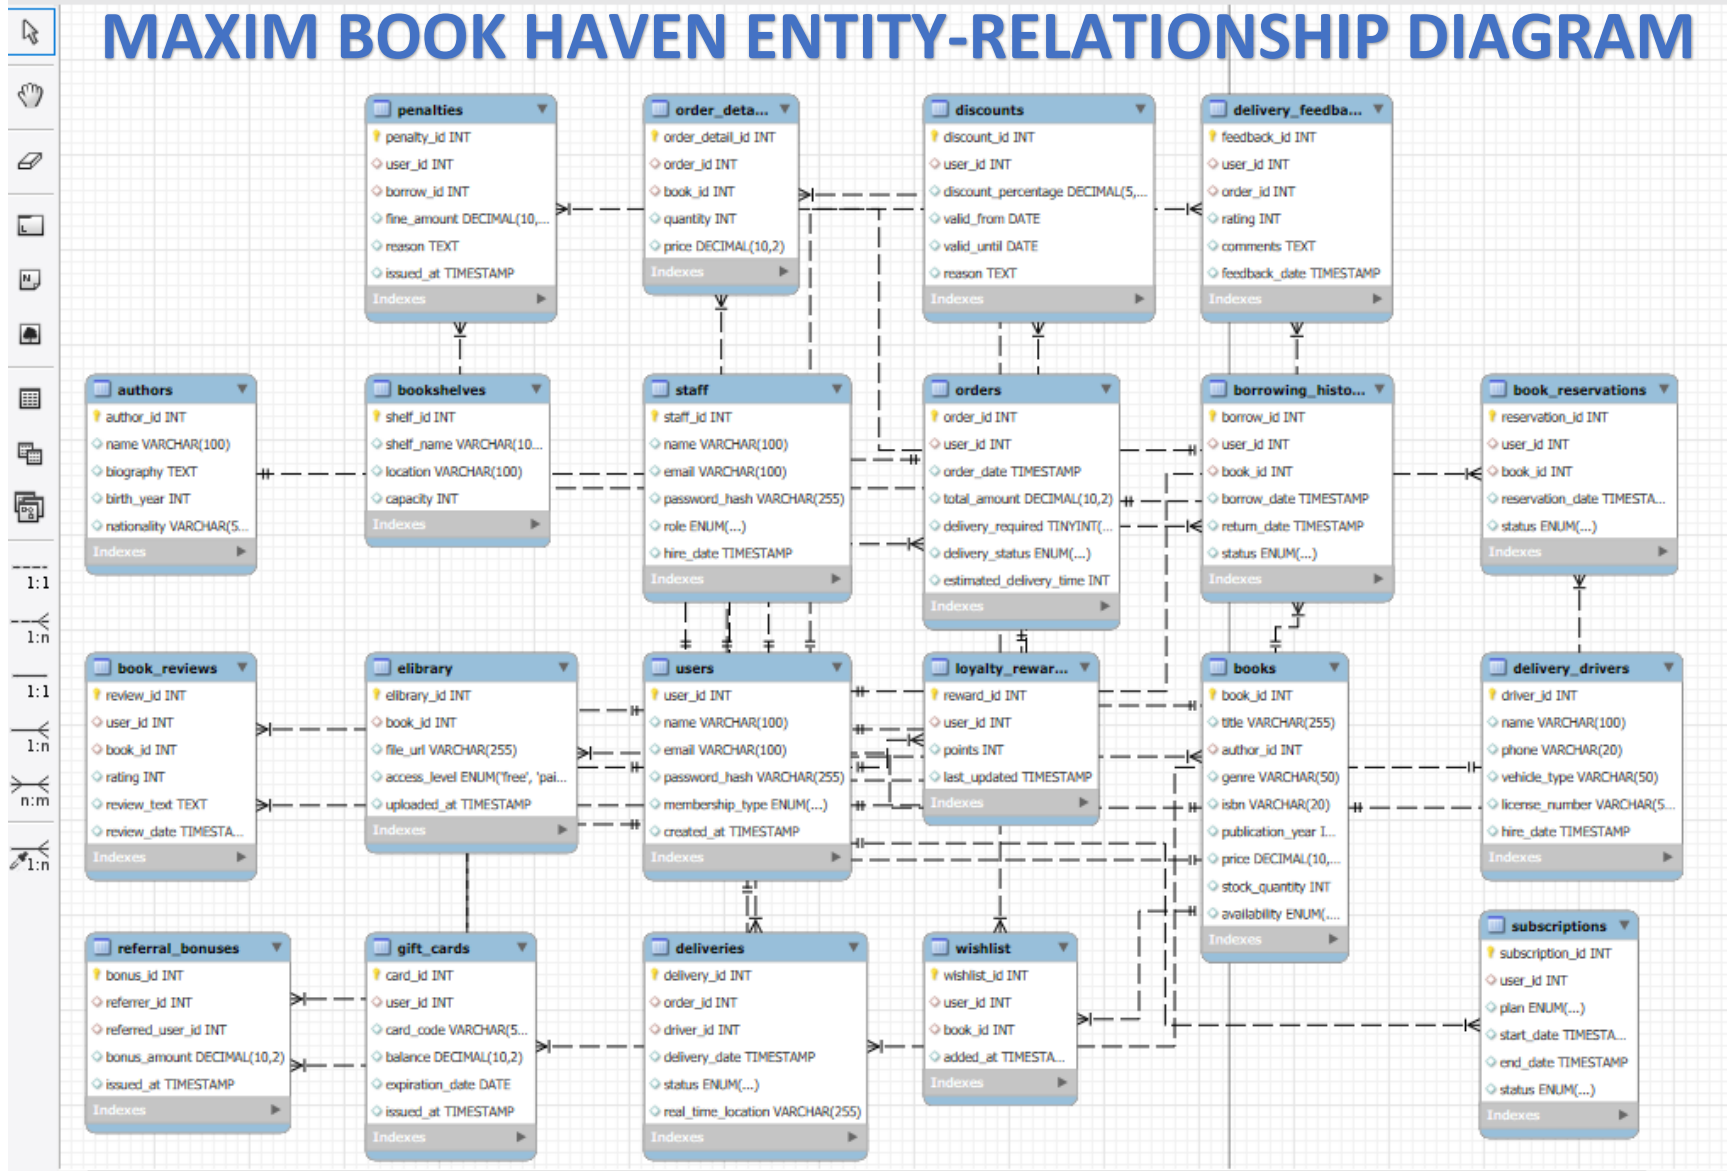 MAXIM BOOK HAVEN ENTITY-RELATIONSHIP DIAGRAM
penalties
penalty_id INT
user_id INT
borrow_id INT
fine_amount DECIMAL(10,...
reason TEXT
issued_at TIMESTAMP
Indexes
order_deta...
order_detail_id INT
order_id INT
book_id INT
quantity INT
price DECIMAL(10,2)
Indexes
discounts
discount_id INT
user_id INT
discount_percentage DECIMAL(5,...
valid_from DATE
valid_until DATE
reason TEXT
Indexes
delivery_feedba...
feedback_id INT
user_id INT
order_id INT
rating INT
comments TEXT
feedback_date TIMESTAMP
Indexes
authors
author_id INT
name VARCHAR(100)
biography TEXT
birth_year INT
nationality VARCHAR(5...
Indexes
bookshelves
shelf_id INT
shelf_name VARCHAR(10...
location VARCHAR(100)
capacity INT
Indexes
staff
staff_id INT
name VARCHAR(100)
email VARCHAR(100)
password_hash VARCHAR(255)
role ENUM(...)
hire_date TIMESTAMP
Indexes
orders
order_id INT
user_id INT
order_date TIMESTAMP
total_amount DECIMAL(10,2)
delivery_required TINYINT(...
delivery_status ENUM(...)
estimated_delivery_time INT
Indexes
borrowing_histo...
borrow_id INT
user_id INT
book_id INT
borrow_date TIMESTAMP
return_date TIMESTAMP
status ENUM(...)
Indexes
book_reservations
reservation_id INT
user_id INT
book_id INT
reservation_date TIMESTA...
status ENUM(...)
Indexes
1:1
1:n
1:1
1:n
n:m
1:n
book_reviews
review_id INT
user_id INT
book_id INT
rating INT
review_text TEXT
review_date TIMESTA...
Indexes
elibrary
elibrary_id INT
book_id INT
file_url VARCHAR(255)
access_level ENUM('free', 'pai...
uploaded_at TIMESTAMP
Indexes
users
user_id INT
name VARCHAR(100)
email VARCHAR(100)
password_hash VARCHAR(255)
membership_type ENUM(...)
created_at TIMESTAMP
Indexes
loyalty_rewar...
reward_id INT
user_id INT
points INT
last_updated TIMESTAMP
Indexes
books
book_id INT
title VARCHAR(255)
author_id INT
genre VARCHAR(50)
isbn VARCHAR(20)
publication_year I...
price DECIMAL(10,...
stock_quantity INT
availability ENUM(...
Indexes
delivery_drivers
driver_id INT
name VARCHAR(100)
phone VARCHAR(20)
vehicle_type VARCHAR(50)
license_number VARCHAR(5...
hire_date TIMESTAMP
Indexes
referral_bonuses
bonus_id INT
referrer_id INT
referred_user_id INT
bonus_amount DECIMAL(10,2)
issued_at TIMESTAMP
Indexes
gift_cards
card_id INT
user_id INT
card_code VARCHAR(5...
balance DECIMAL(10,2)
expiration_date DATE
issued_at TIMESTAMP
Indexes
deliveries
delivery_id INT
order_id INT
driver_id INT
delivery_date TIMESTAMP
status ENUM(...)
real_time_location VARCHAR(255)
Indexes
wishlist
wishlist_id INT
user_id INT
book_id INT
added_at TIMESTA...
Indexes
subscriptions
subscription_id INT
user_id INT
plan ENUM(...)
start_date TIMESTA...
end_date TIMESTAMP
status ENUM(...)
Indexes